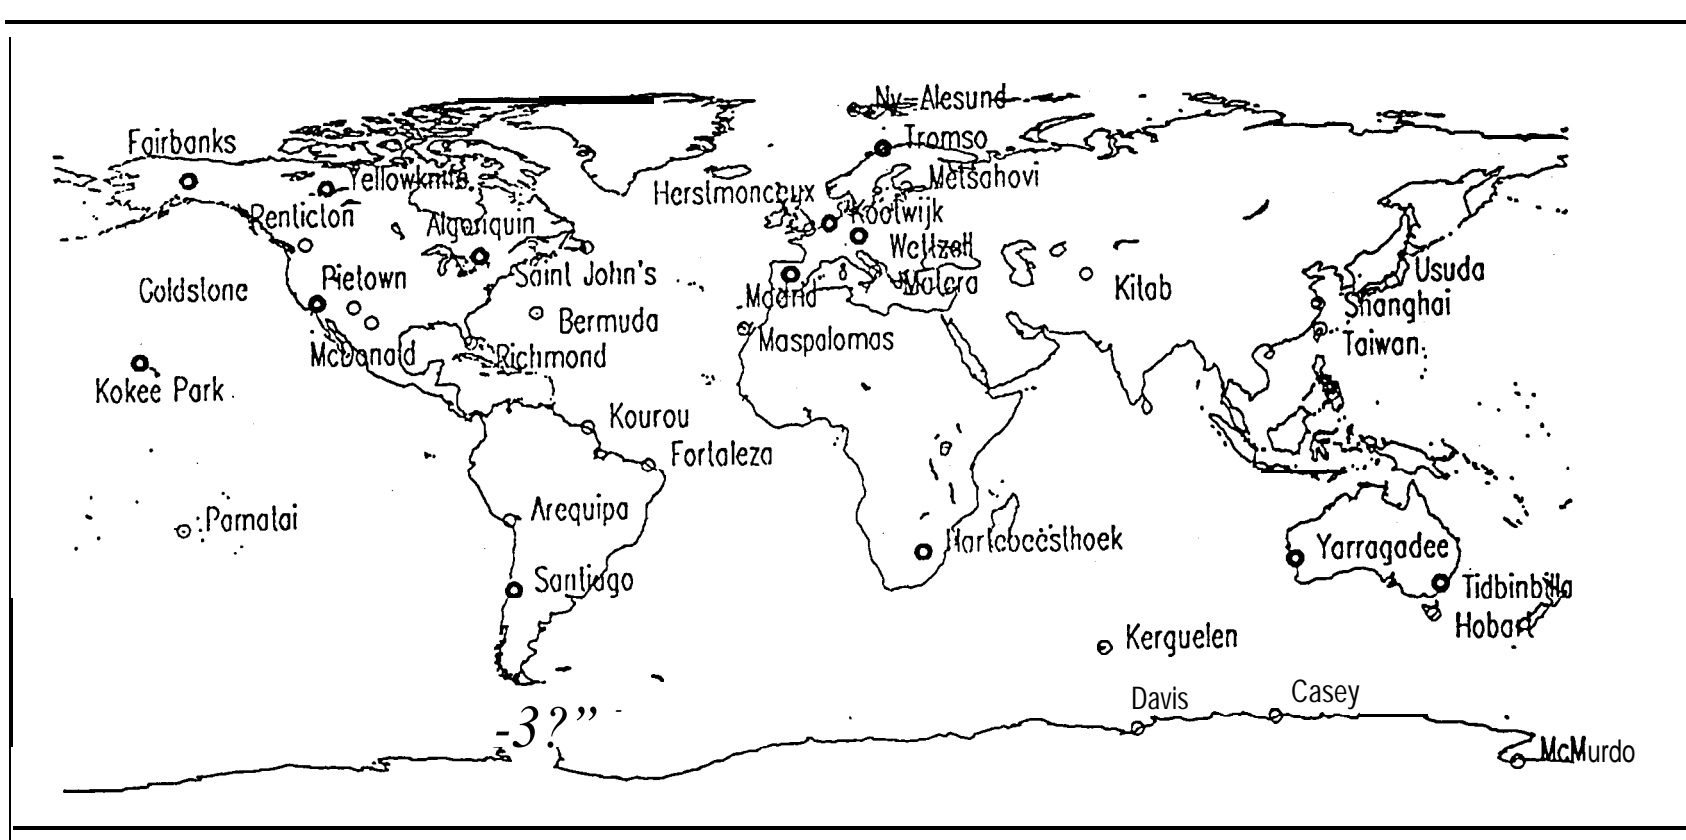 Ny-Alesund
Fairbanks
Tromso
Yellowknife
Metsahovi
Herstmonceux
Penticton
Algonquin
Kootwijk
Wettzell
Saint John's
Pietown
Goldstone
Usuda
Matera
Kitab
Madrid
Shanghai
Bermuda
Maspalomas
Taiwan
McDonald
Richmond
Kokee Park
Kourou
Fortaleza
Arequipa
Pamatai
Hartebeesthoek
Yarragadee
Santiago
Tidbinbilla
Hobart
Kerguelen
Davis
Casey
-3?”
McMurdo